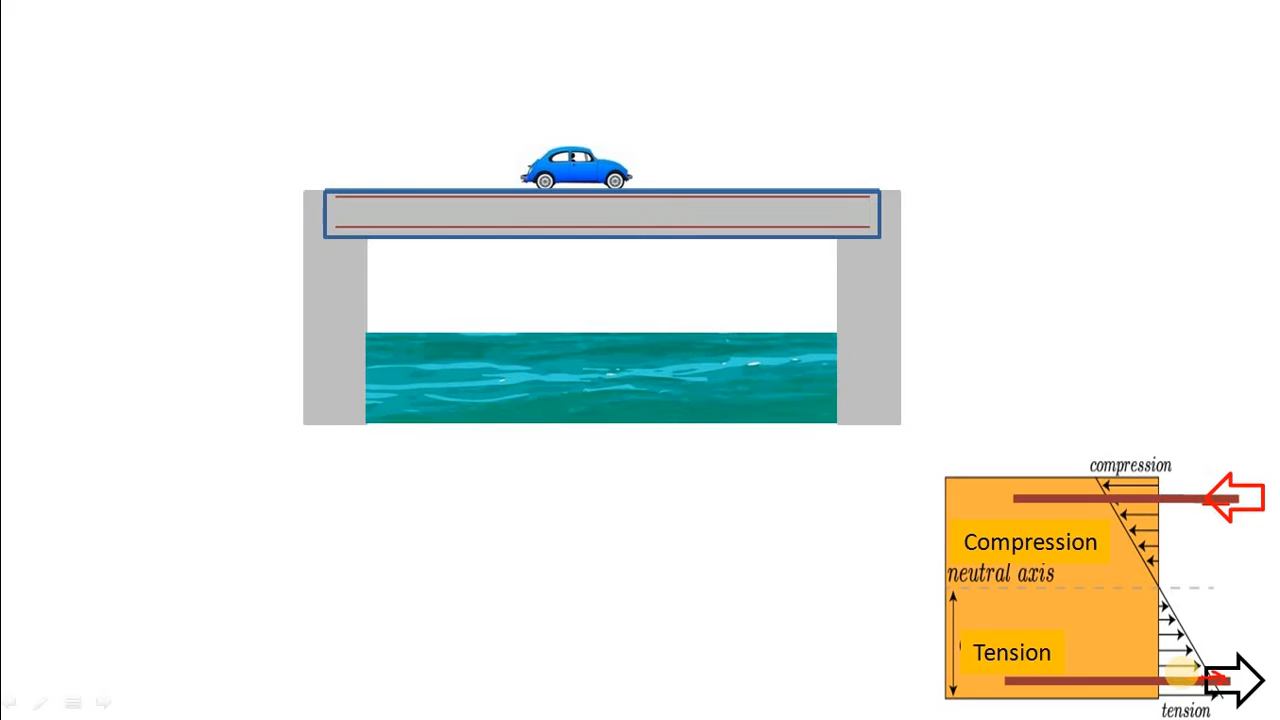 compression
Compression
neutral axis
Tension
tension